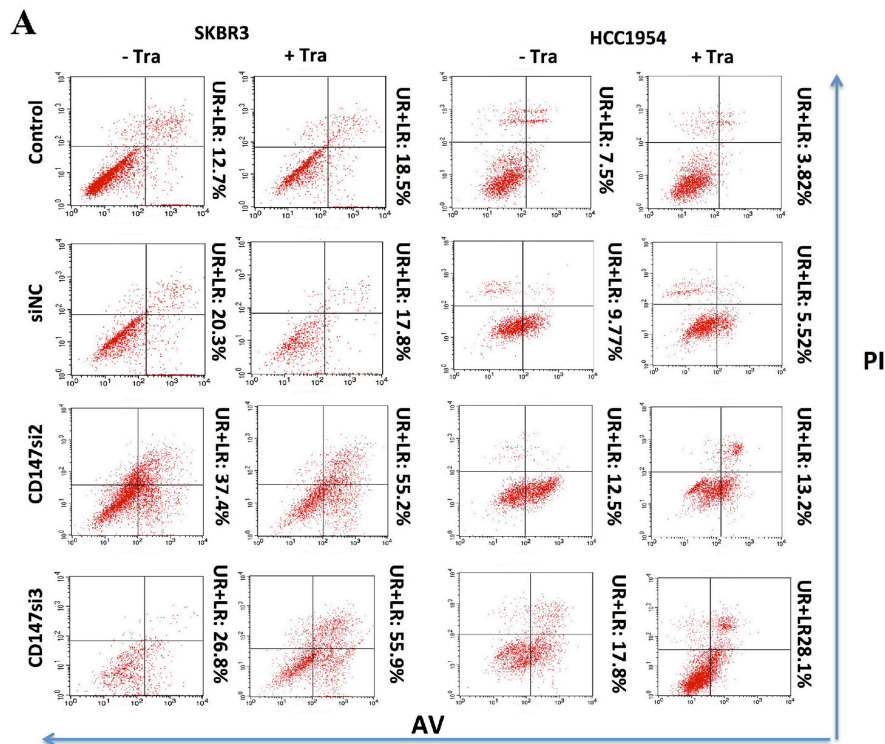 A
SKBR3
HCC1954
- Tra
+ Tra
- Tra
+ Tra
Control
UR+LR: 12.7%
UR+LR: 18.5%
UR+LR: 7.5%
UR+LR: 3.82%
siNC
UR+LR: 20.3%
UR+LR: 17.8%
UR+LR: 9.77%
UR+LR: 5.52%
CD147si2
UR+LR: 37.4%
UR+LR: 55.2%
UR+LR: 12.5%
UR+LR: 13.2%
CD147si3
UR+LR: 26.8%
UR+LR: 55.9%
UR+LR: 17.8%
UR+LR28.1%
PI
AV